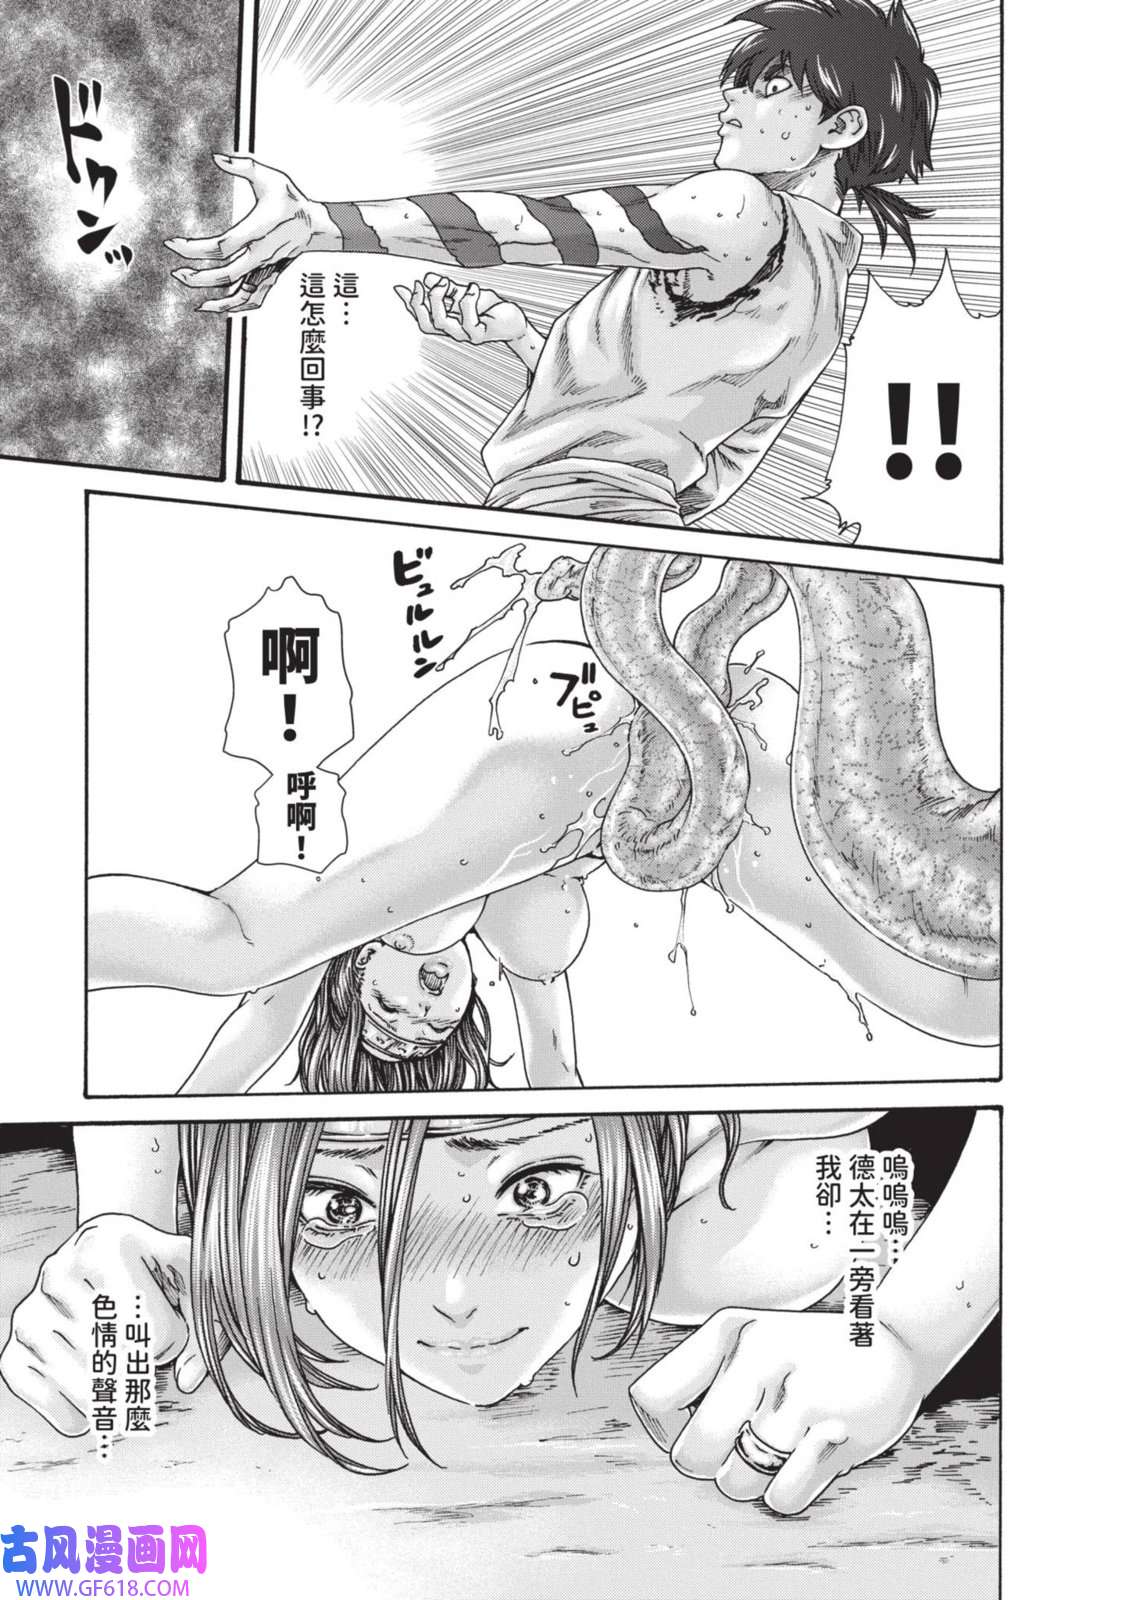 !!
這…
這怎麼回事!?
ドクンッ
ビュルルン
ブピュ
啊！
呼啊！
嗚嗚嗚…
德太在一旁看著
我卻…
…叫出那麼
色情的聲音…
古风漫画网
WWW.GF618.COM